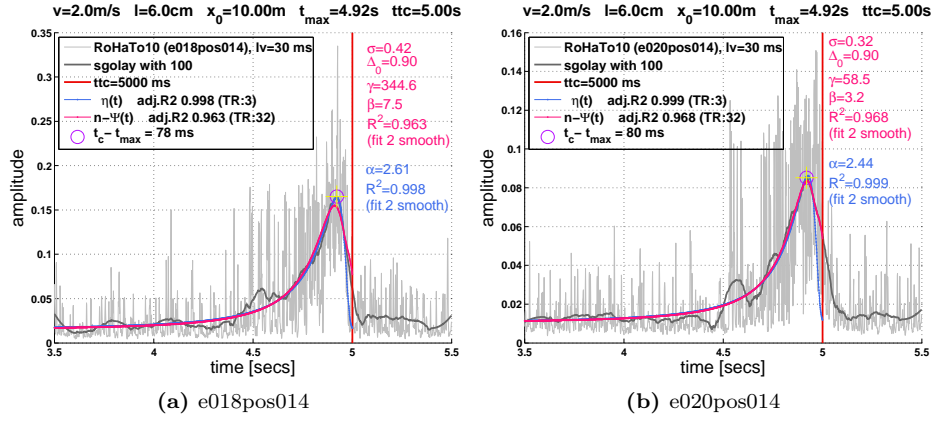 v=2.0m/s l=6.0cm x₀=10.00m t_max=4.92s ttc=5.00s
RoHaTo10 (e018pos014), lv=30 ms
sgolay with 100
ttc=5000 ms
η(t) adj.R2 0.998 (TR:3)
n−Ψ(t) adj.R2 0.963 (TR:32)
t_c − t_max = 78 ms
σ=0.42
Δ₀=0.90
γ=344.6
β=7.5
R²=0.963
(fit 2 smooth)
α=2.61
R²=0.998
(fit 2 smooth)
amplitude
0.35
0.3
0.25
0.2
0.15
0.1
0.05
0
3.5 4 4.5 5 5.5
time [secs]
(a) e018pos014
v=2.0m/s l=6.0cm x₀=10.00m t_max=4.92s ttc=5.00s
RoHaTo10 (e020pos014), lv=30 ms
sgolay with 100
ttc=5000 ms
η(t) adj.R2 0.999 (TR:3)
n−Ψ(t) adj.R2 0.968 (TR:32)
t_c − t_max = 80 ms
σ=0.32
Δ₀=0.90
γ=58.5
β=3.2
R²=0.968
(fit 2 smooth)
α=2.44
R²=0.999
(fit 2 smooth)
amplitude
0.16
0.14
0.12
0.1
0.08
0.06
0.04
0.02
0
3.5 4 4.5 5 5.5
time [secs]
(b) e020pos014